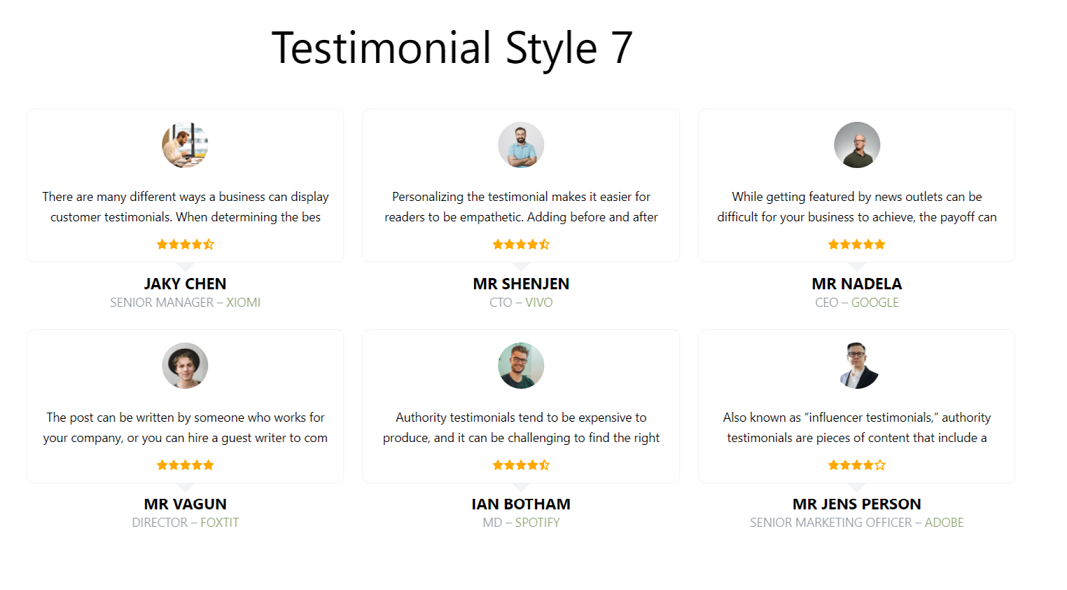 Testimonial Style 7
There are many different ways a business can display
customer testimonials. When determining the bes
JAKY CHEN
SENIOR MANAGER – XIOMI
Personalizing the testimonial makes it easier for
readers to be empathetic. Adding before and after
MR SHENJEN
CTO – VIVO
While getting featured by news outlets can be
difficult for your business to achieve, the payoff can
MR NADELA
CEO – GOOGLE
The post can be written by someone who works for
your company, or you can hire a guest writer to com
MR VAGUN
DIRECTOR – FOXTIT
Authority testimonials tend to be expensive to
produce, and it can be challenging to find the right
IAN BOTHAM
MD – SPOTIFY
Also known as “influencer testimonials,” authority
testimonials are pieces of content that include a
MR JENS PERSON
SENIOR MARKETING OFFICER – ADOBE